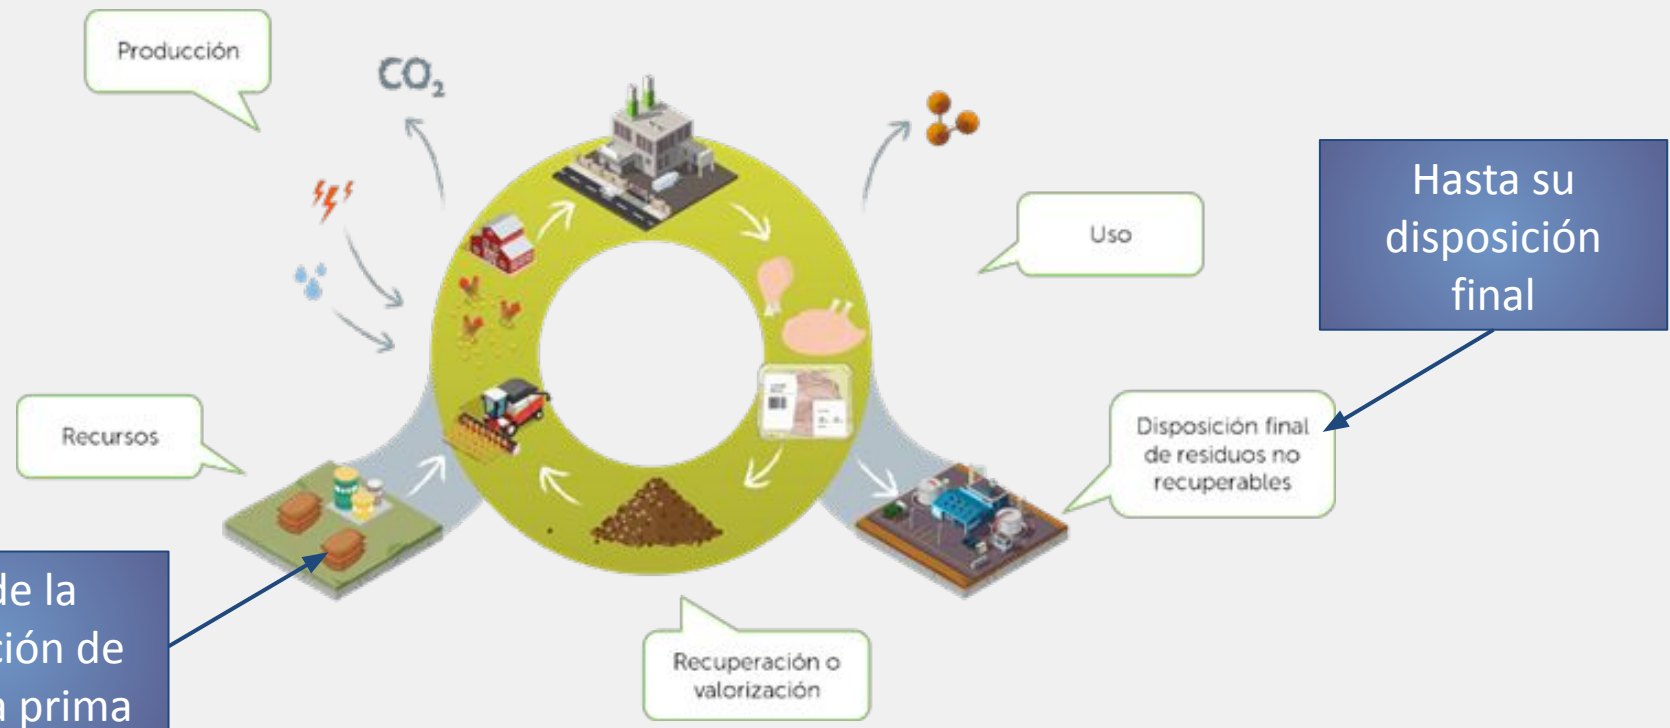 Producción
CO₂
Uso
Hasta su
disposición
final
Recursos
Disposición final
de residuos no
recuperables
de la
ción de
prima
Recuperación o
valorización